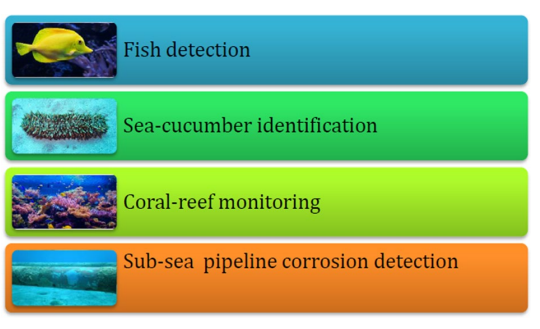 Fish detection
Sea-cucumber identification
Coral-reef monitoring
Sub-sea  pipeline corrosion detection